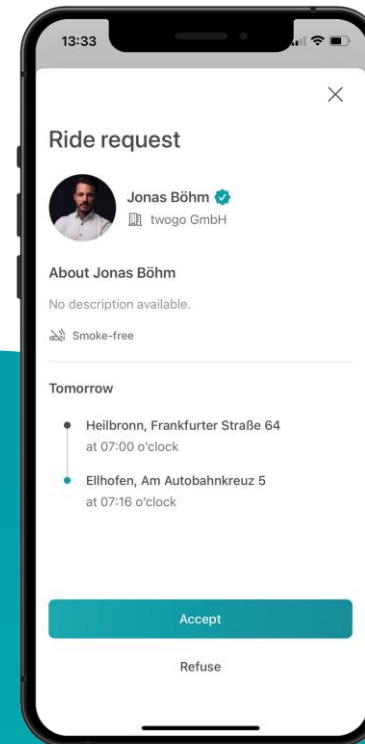 13:33
Ride request
Jonas Böhm
twogo GmbH
About Jonas Böhm
No description available.
Smoke-free
Tomorrow
Heilbronn, Frankfurter Straße 64
at 07:00 o'clock
Ellhofen, Am Autobahnkreuz 5
at 07:16 o'clock
Accept
Refuse